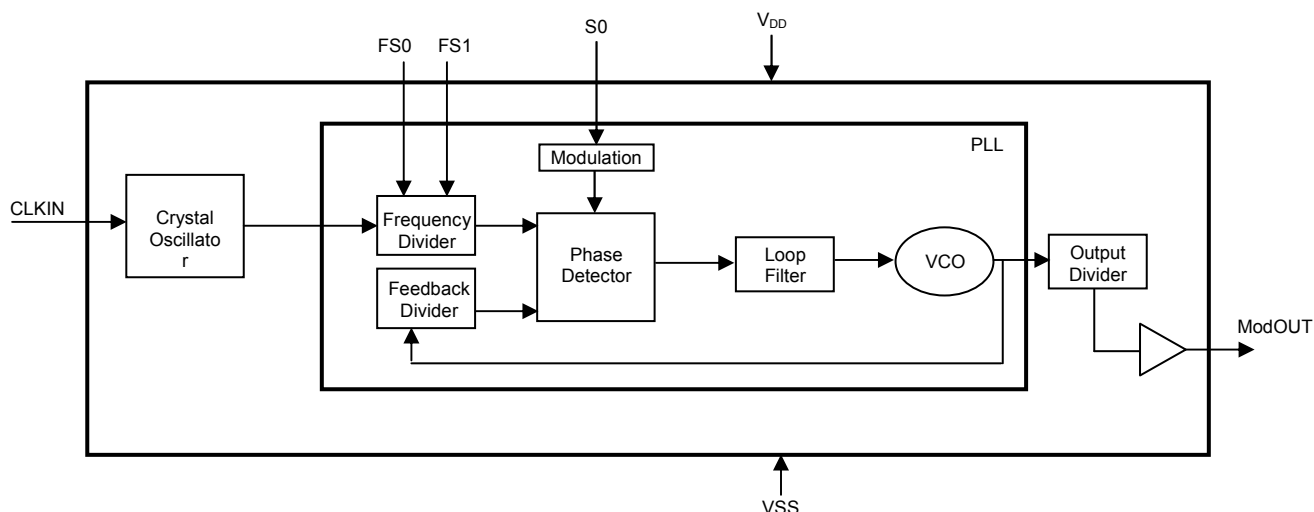 FS0
FS1
S0
VDD
PLL
Modulation
CLKIN
Crystal
Oscillato
r
Frequency
Divider
Feedback
Divider
Phase
Detector
Loop
Filter
VCO
Output
Divider
ModOUT
VSS